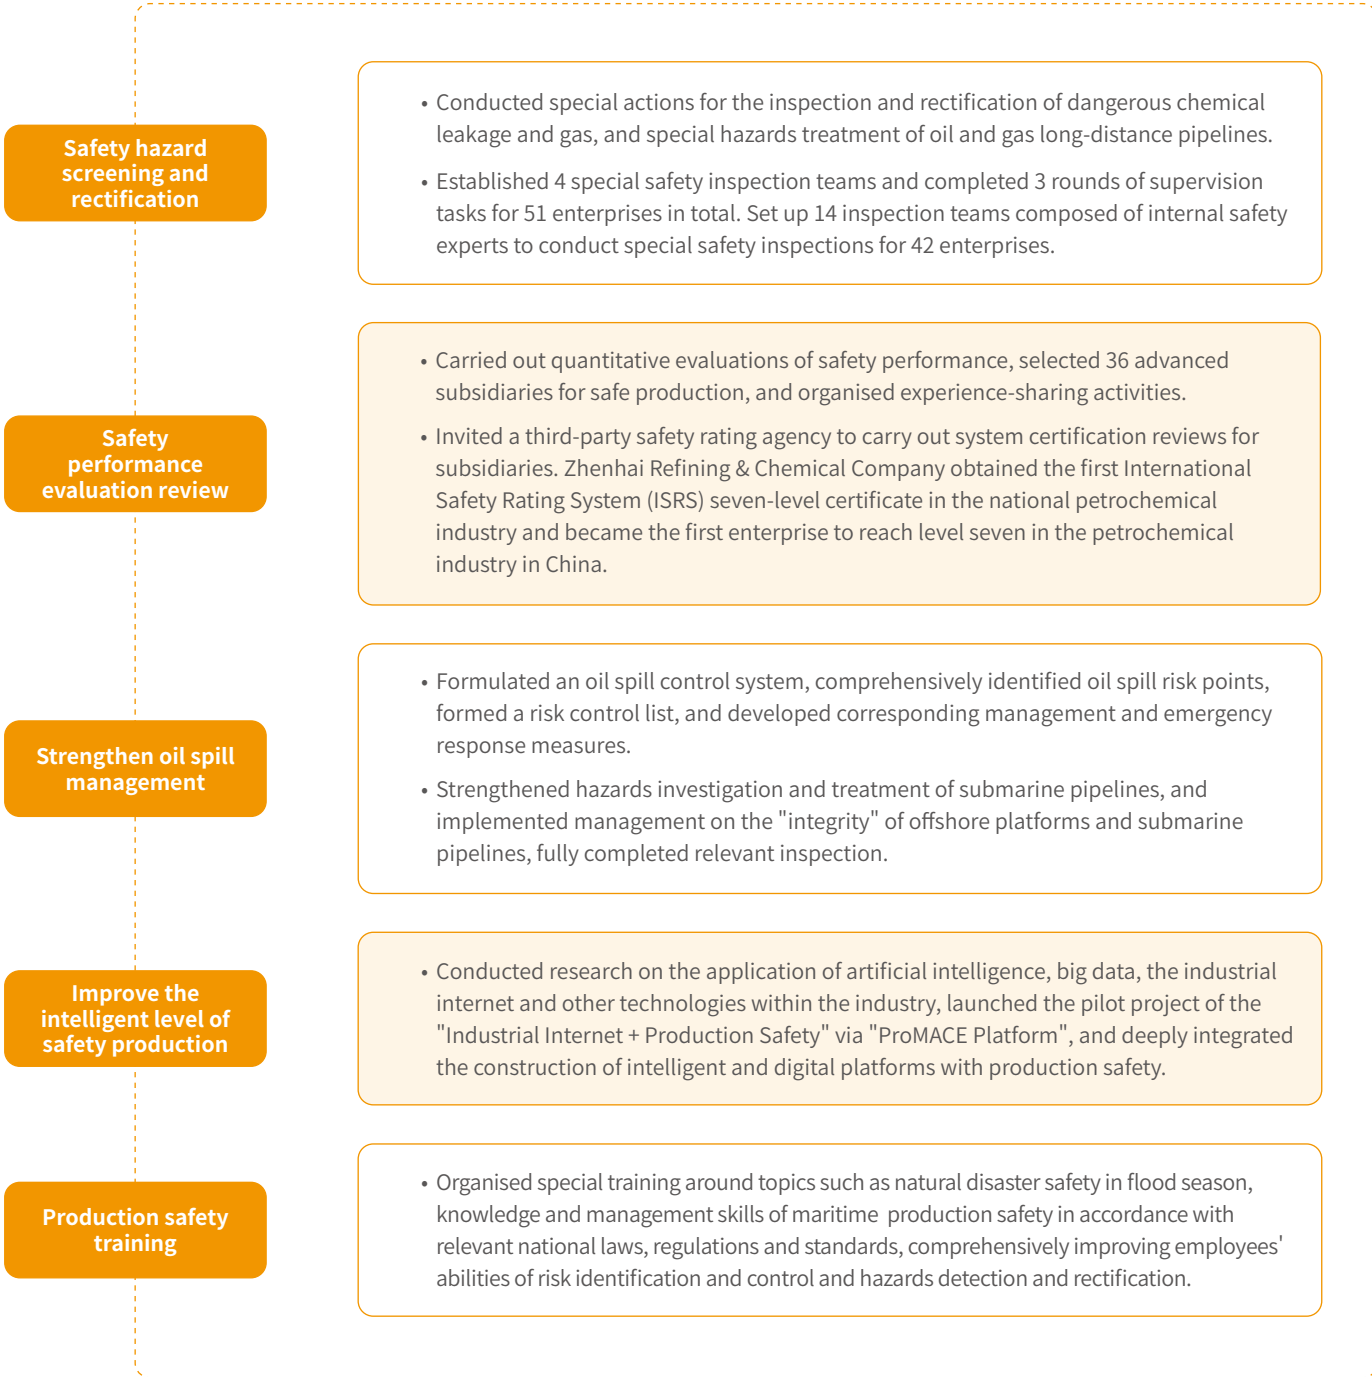 Safety hazard
screening and
rectification
• Conducted special actions for the inspection and rectification of dangerous chemical
leakage and gas, and special hazards treatment of oil and gas long-distance pipelines.
• Established 4 special safety inspection teams and completed 3 rounds of supervision
tasks for 51 enterprises in total. Set up 14 inspection teams composed of internal safety
experts to conduct special safety inspections for 42 enterprises.
Safety
performance
evaluation review
• Carried out quantitative evaluations of safety performance, selected 36 advanced
subsidiaries for safe production, and organised experience-sharing activities.
• Invited a third-party safety rating agency to carry out system certification reviews for
subsidiaries. Zhenhai Refining & Chemical Company obtained the first International
Safety Rating System (ISRS) seven-level certificate in the national petrochemical
industry and became the first enterprise to reach level seven in the petrochemical
industry in China.
Strengthen oil spill
management
• Formulated an oil spill control system, comprehensively identified oil spill risk points,
formed a risk control list, and developed corresponding management and emergency
response measures.
• Strengthened hazards investigation and treatment of submarine pipelines, and
implemented management on the "integrity" of offshore platforms and submarine
pipelines, fully completed relevant inspection.
Improve the
intelligent level of
safety production
• Conducted research on the application of artificial intelligence, big data, the industrial
internet and other technologies within the industry, launched the pilot project of the
"Industrial Internet + Production Safety" via "ProMACE Platform", and deeply integrated
the construction of intelligent and digital platforms with production safety.
Production safety
training
• Organised special training around topics such as natural disaster safety in flood season,
knowledge and management skills of maritime production safety in accordance with
relevant national laws, regulations and standards, comprehensively improving employees'
abilities of risk identification and control and hazards detection and rectification.